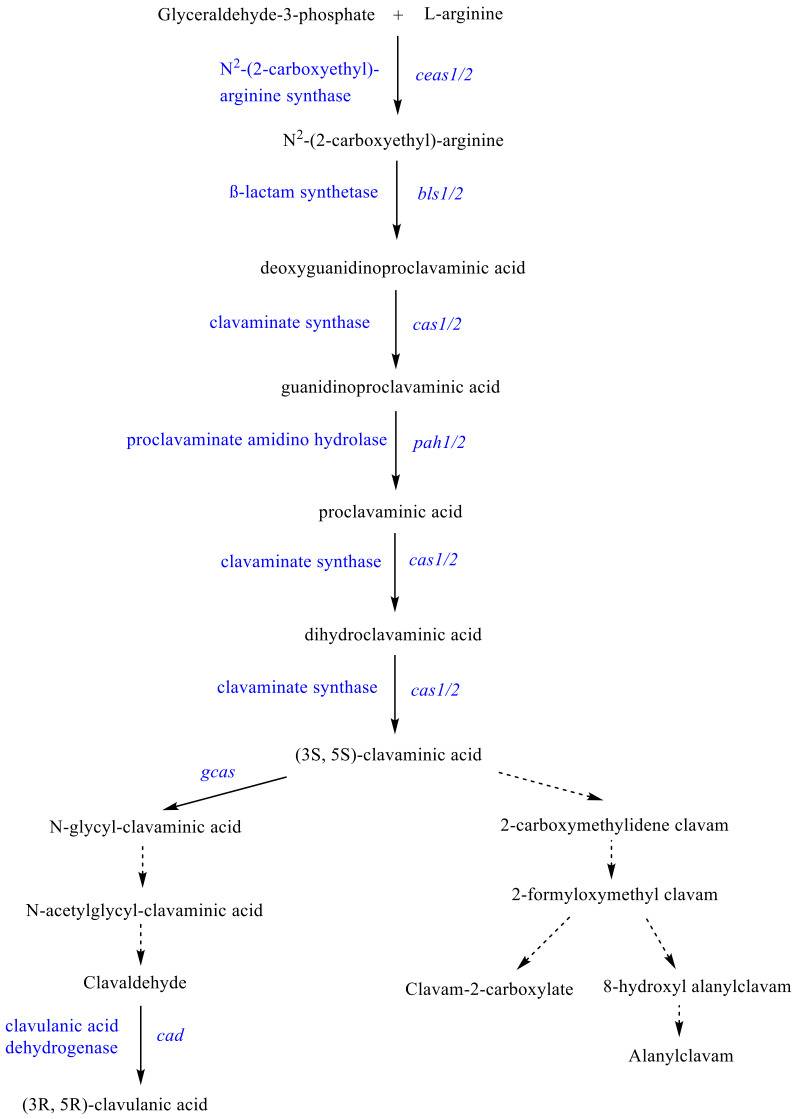 Glyceraldehyde-3-phosphate + L-arginine
N2-(2-carboxyethyl)-
arginine synthase
ceas1/2
N2-(2-carboxyethyl)-arginine
ß-lactam synthetase bls1/2
deoxyguanidinoproclavaminic acid
clavaminate synthase cas1/2
guanidinoproclavaminic acid
proclavaminate amidino hydrolase pah1/2
proclavaminic acid
clavaminate synthase cas1/2
dihydroclavaminic acid
clavaminate synthase cas1/2
(3S, 5S)-clavaminic acid
gcas
N-glycyl-clavaminic acid
2-carboxymethylidene clavam
2-formyloxymethyl clavam
N-acetylglycyl-clavaminic acid
Clavaldehyde
Clavam-2-carboxylate
8-hydroxyl alanylclavam
clavulanic acid
dehydrogenase
cad
Alanylclavam
(3R, 5R)-clavulanic acid